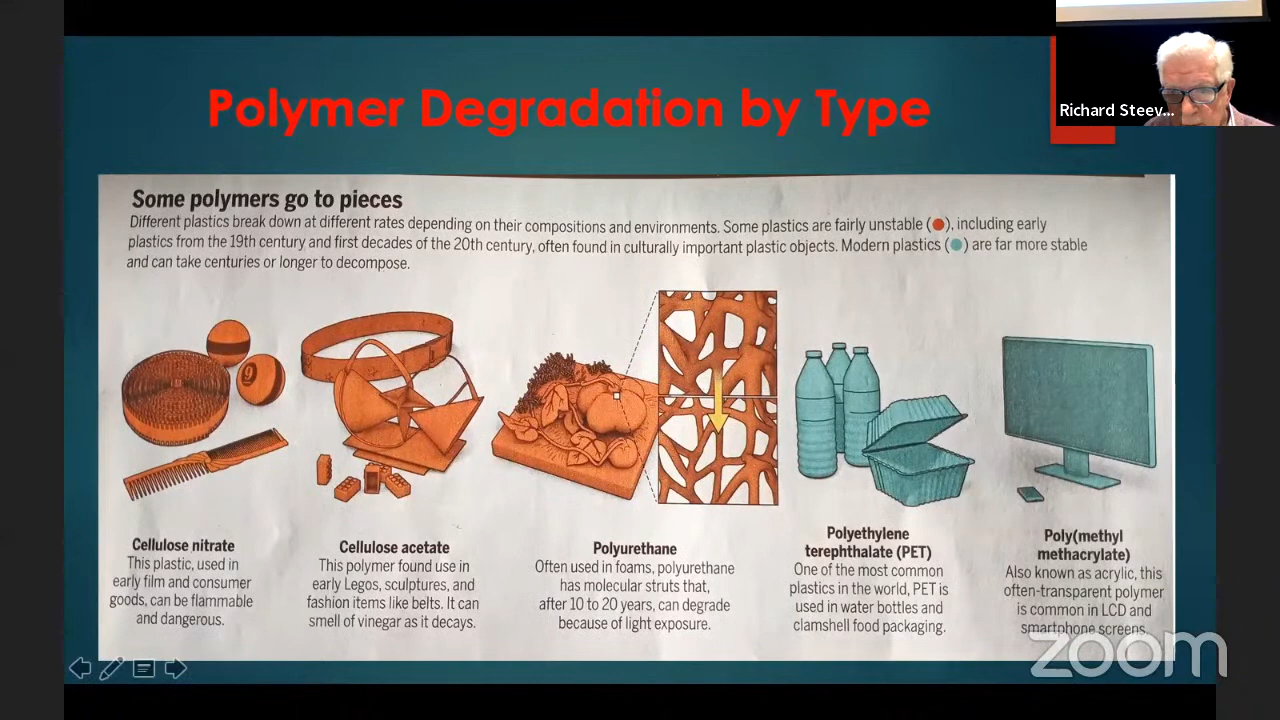 Polymer Degradation by Type
Richard Steev...
Some polymers go to pieces
Different plastics break down at different rates depending on their compositions and environments. Some plastics are fairly unstable ( ), including early
plastics from the 19th century and first decades of the 20th century, often found in culturally important plastic objects. Modern plastics ( ) are far more stable
and can take centuries or longer to decompose.
9
Cellulose nitrate
This plastic, used in
early film and consumer
goods, can be flammable
and dangerous.
Cellulose acetate
This polymer found use in
early Legos, sculptures, and
fashion items like belts. It can
smell of vinegar as it decays.
Polyurethane
Often used in foams, polyurethane
has molecular struts that,
after 10 to 20 years, can degrade
because of light exposure.
Polyethylene
terephthalate (PET)
One of the most common
plastics in the world, PET is
used in water bottles and
clamshell food packaging.
Poly(methyl
methacrylate)
Also known as acrylic, this
often-transparent polymer
is common in LCD and
smartphone screens.
zoom